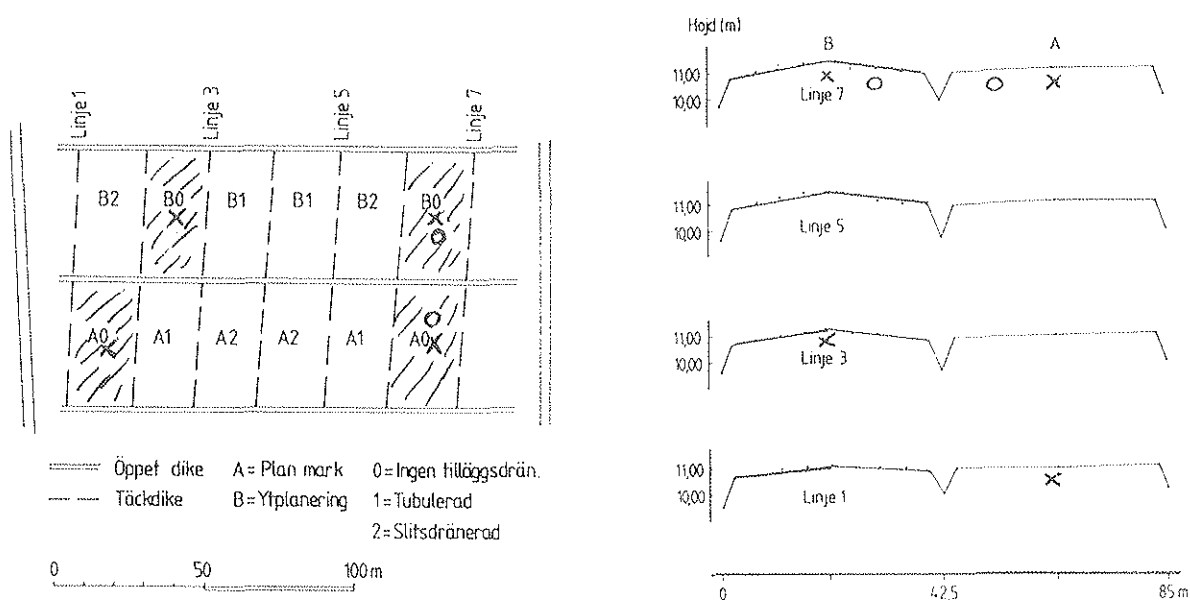 Linje 1
Linje 3
Linje 5
Linje 7
B2 B0 B1 B1 B2 B0
A0 A1 A2 A2 A1 A0
Öppet dike A = Plan mark 0 = Ingen tilläggsdrän.
Täckdike B = Ytplanering 1 = Tubulerad
2 = Slitsdränerad
0 50 100 m
Höjd (m)
B A
11,00
10,00
Linje 7
11,00
10,00
Linje 5
11,00
10,00
Linje 3
11,00
10,00
Linje 1
0 42,5 85 m